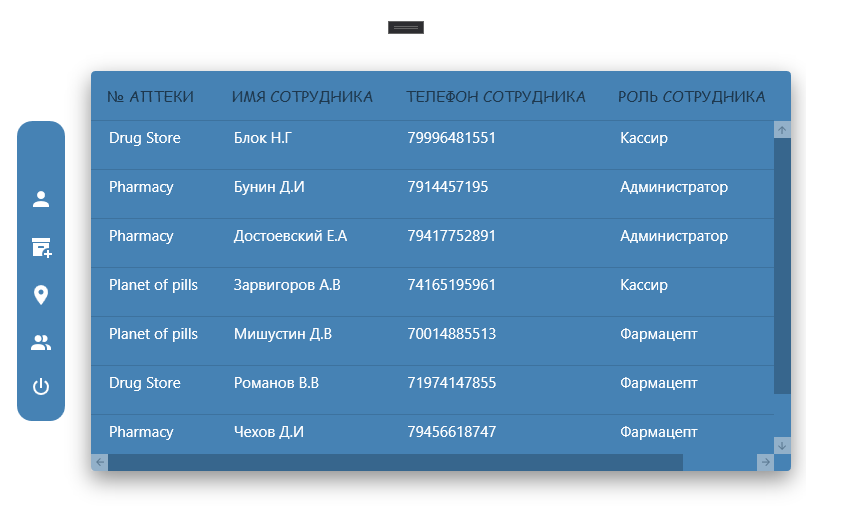 № АПТЕКИ ИМЯ СОТРУДНИКА ТЕЛЕФОН СОТРУДНИКА РОЛЬ СОТРУДНИКА
Drug Store Блок Н.Г 79996481551 Кассир
Pharmacy Бунин Д.И 7914457195 Администратор
Pharmacy Достоевский Е.А 79417752891 Администратор
Planet of pills Зарвигоров А.В 74165195961 Кассир
Planet of pills Мишустин Д.В 70014885513 Фармацепт
Drug Store Романов В.В 71974147855 Фармацепт
Pharmacy Чехов Д.И 79456618747 Фармацепт